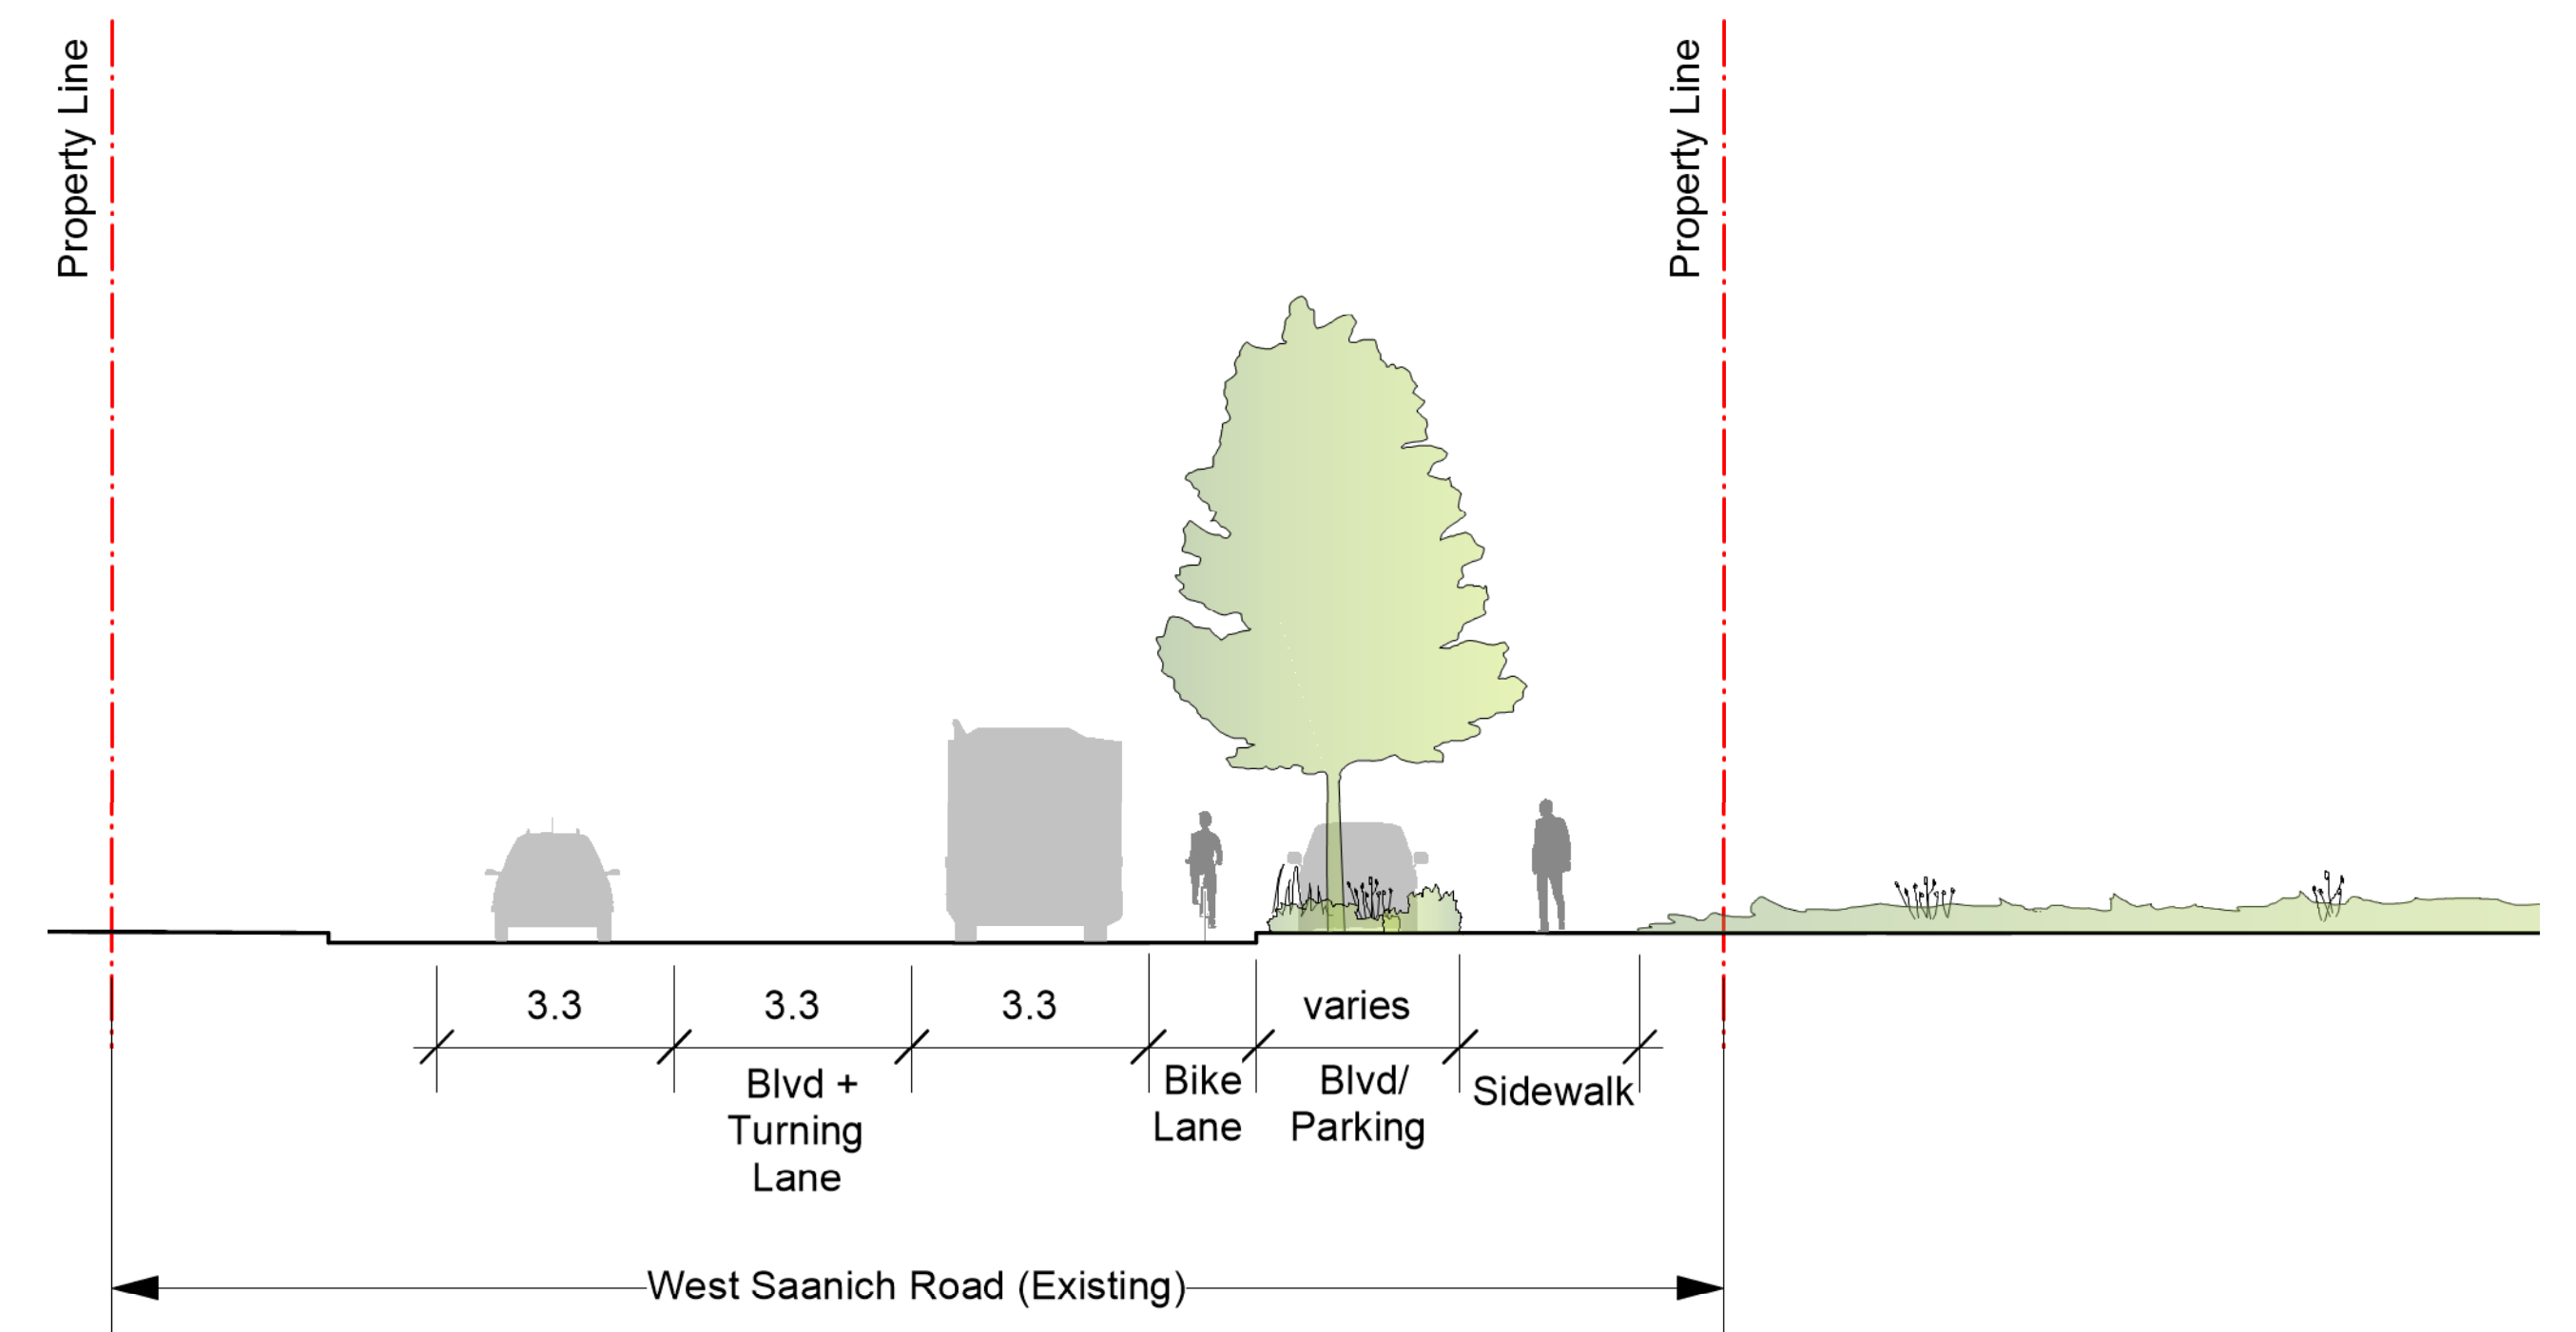 Property Line
Property Line
3.3
3.3
3.3
varies
Blvd +
Turning
Lane
Bike
Lane
Blvd/
Parking
Sidewalk
West Saanich Road (Existing)